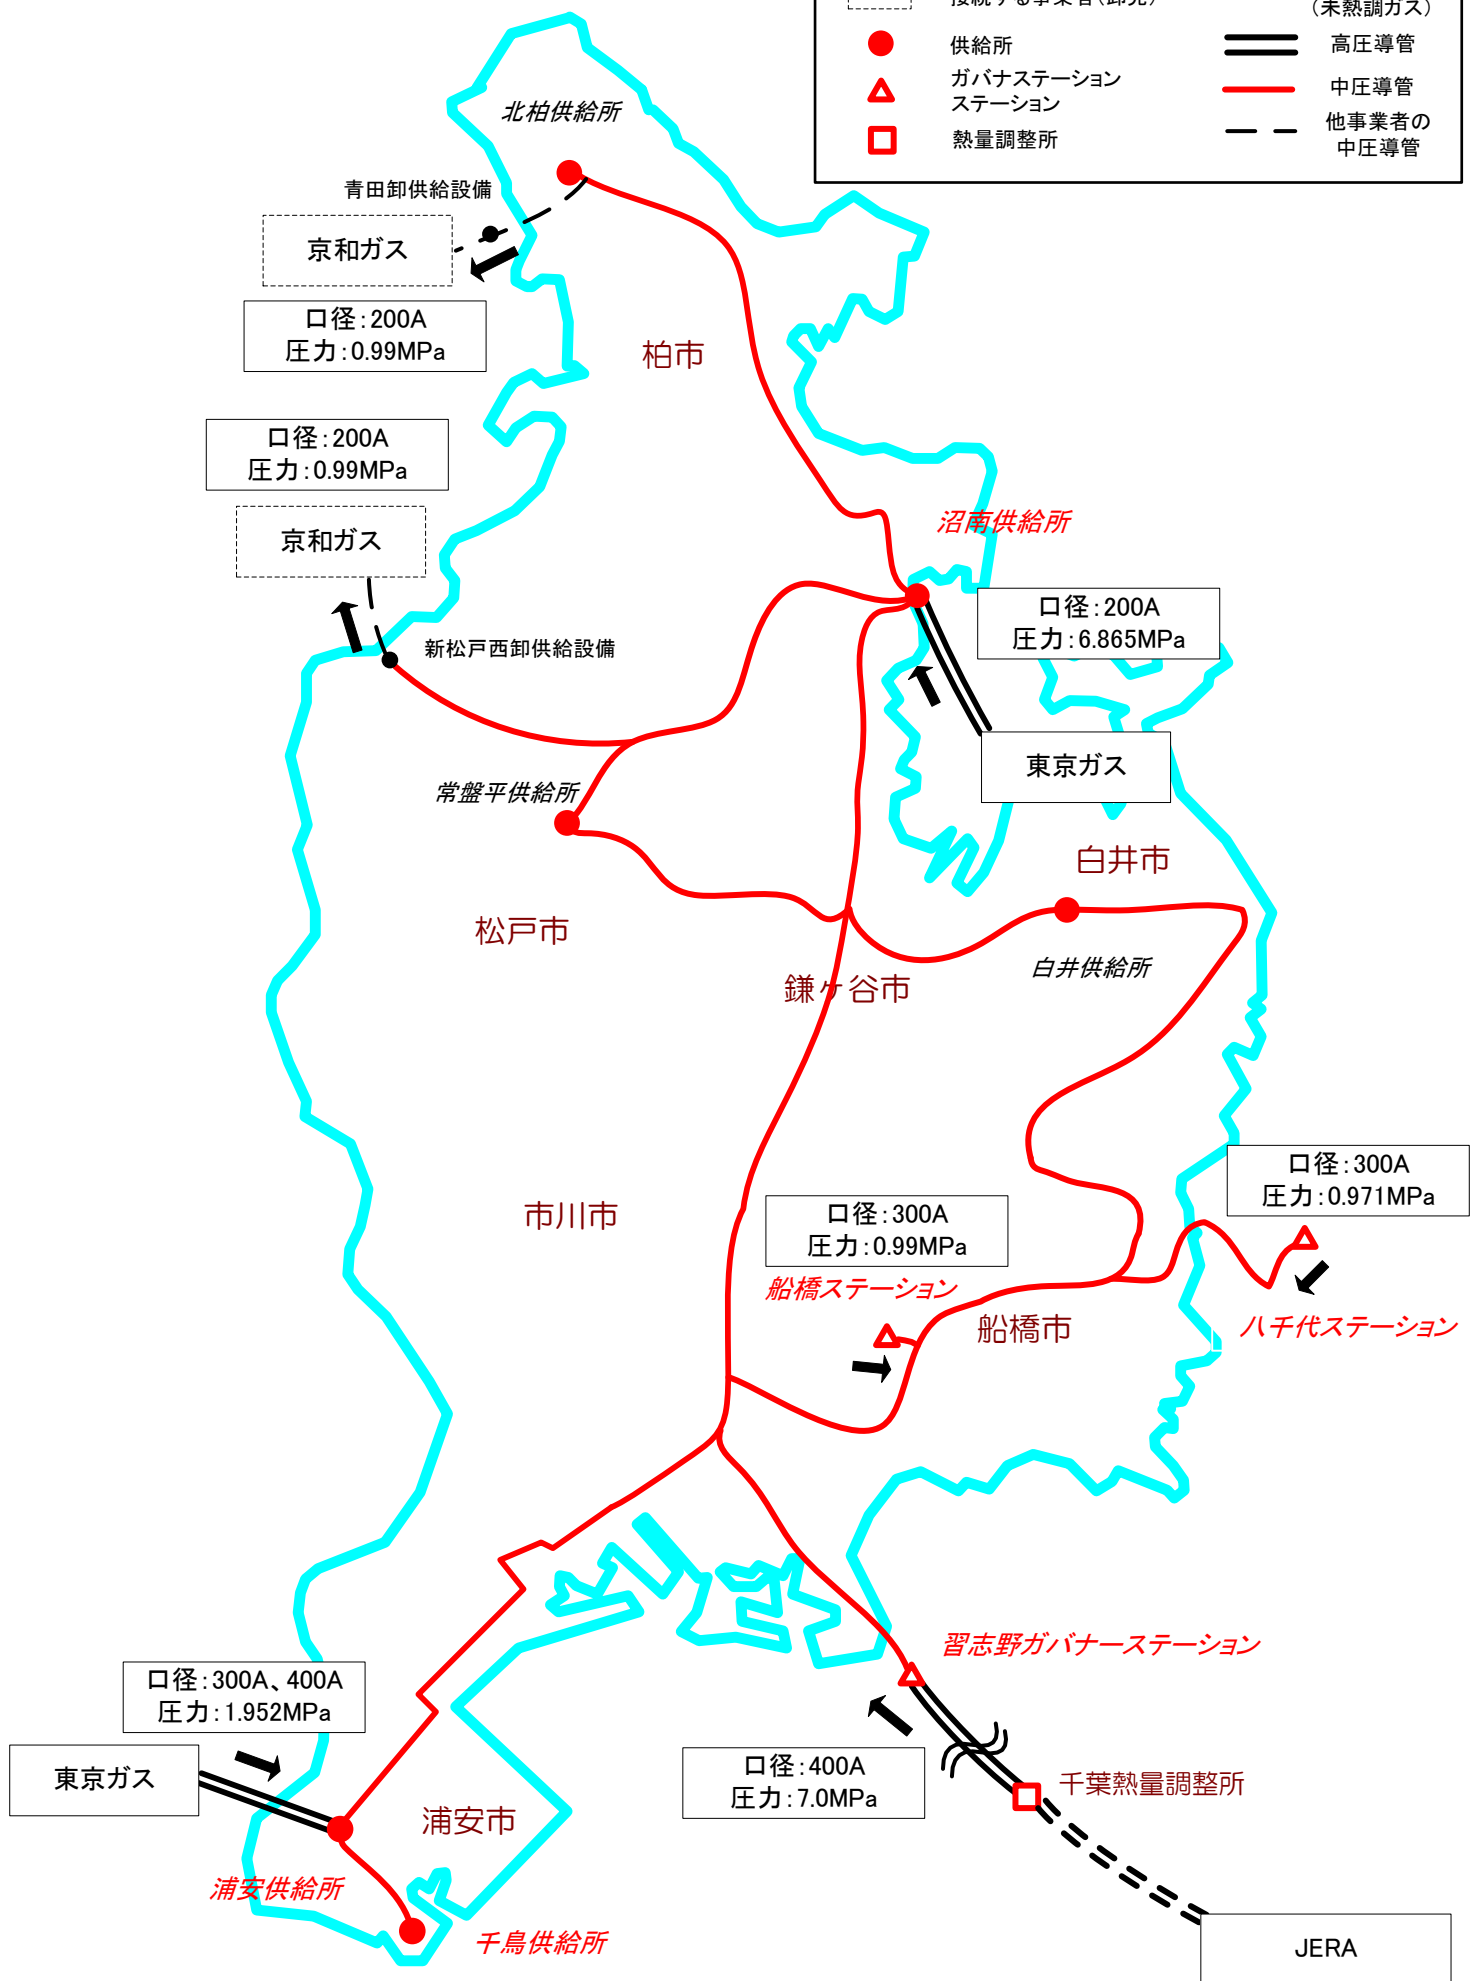 接続する事業者(卸元)
(未熱調ガス)
供給所
高圧導管
ガバナステーション
ステーション
中圧導管
熱量調整所
他事業者の
中圧導管
北柏供給所
青田卸供給設備
京和ガス
口径:200A
圧力:0.99MPa
柏市
口径:200A
圧力:0.99MPa
京和ガス
沼南供給所
口径:200A
圧力:6.865MPa
新松戸西卸供給設備
東京ガス
常盤平供給所
白井市
松戸市
白井供給所
鎌ヶ谷市
口径:300A
圧力:0.971MPa
市川市
口径:300A
圧力:0.99MPa
船橋ステーション
船橋市
八千代ステーション
習志野ガバナーステーション
口径:300A、400A
圧力:1.952MPa
東京ガス
口径:400A
圧力:7.0MPa
千葉熱量調整所
浦安市
浦安供給所
千鳥供給所
JERA